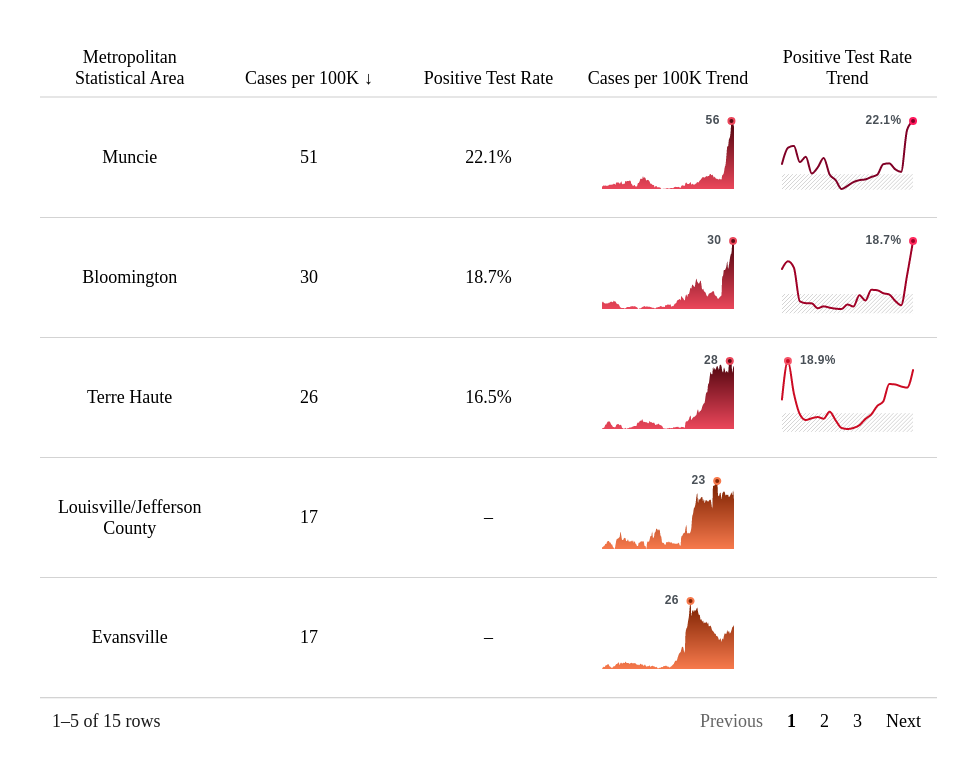 Metropolitan
Statistical Area
Cases per 100K ↓
Positive Test Rate
Cases per 100K Trend
Positive Test Rate
Trend
Muncie
51
22.1%
56
22.1%
Bloomington
30
18.7%
30
18.7%
Terre Haute
26
16.5%
28
18.9%
Louisville/Jefferson
County
17
–
23
Evansville
17
–
26
1–5 of 15 rows
Previous 1 2 3 Next